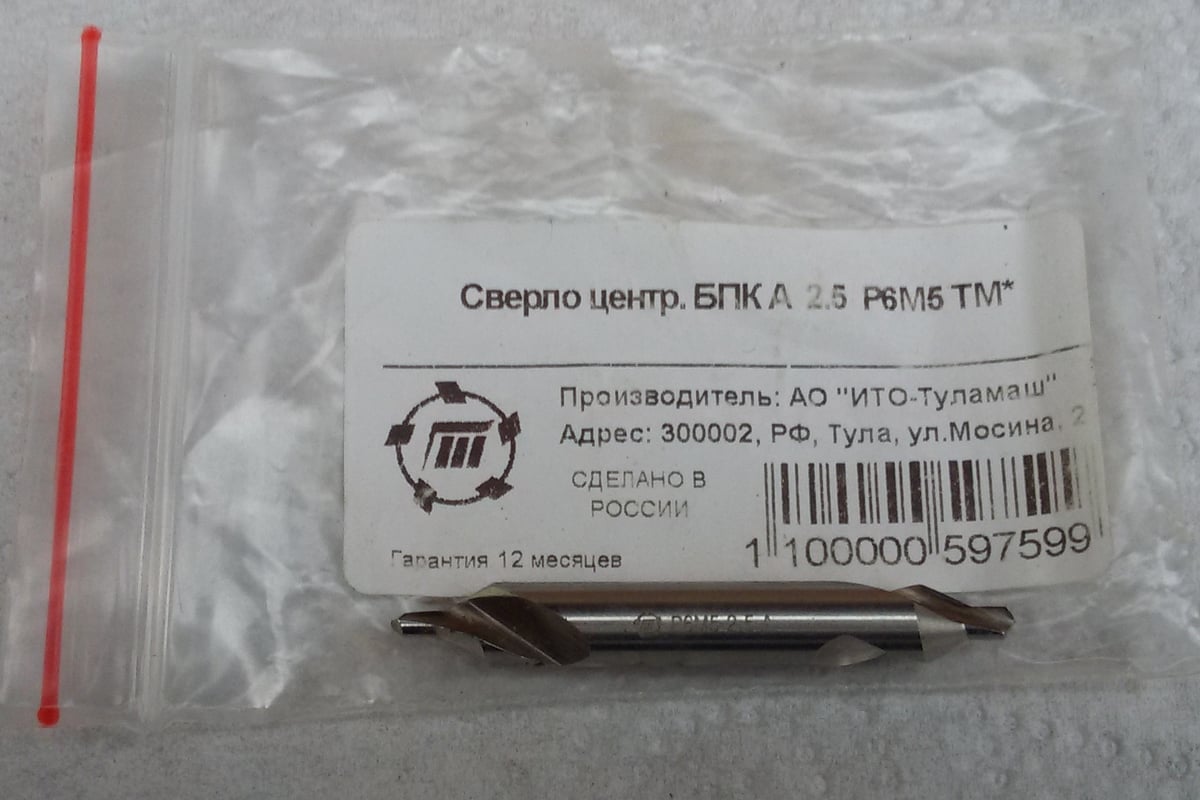 Сверло центр. БПК А 2.5 Р6М5 ТМ*
Производитель: АО "ИТО-Туламаш"
Адрес: 300002, РФ, Тула, ул.Мосина, 2
СДЕЛАНО В
РОССИИ
Гарантия 12 месяцев
1 100000 597599
Р6М5 2,5 А